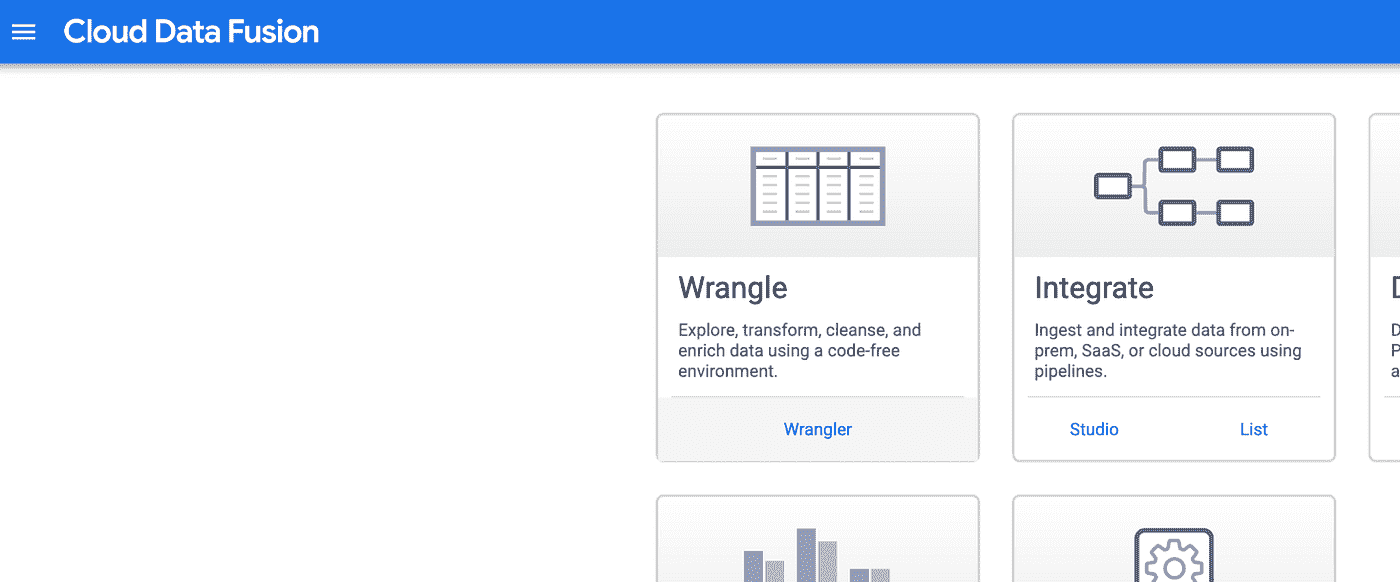 Cloud Data Fusion
Wrangle
Explore, transform, cleanse, and
enrich data using a code-free
environment.
Wrangler
Integrate
Ingest and integrate data from on-
prem, SaaS, or cloud sources using
pipelines.
Studio List